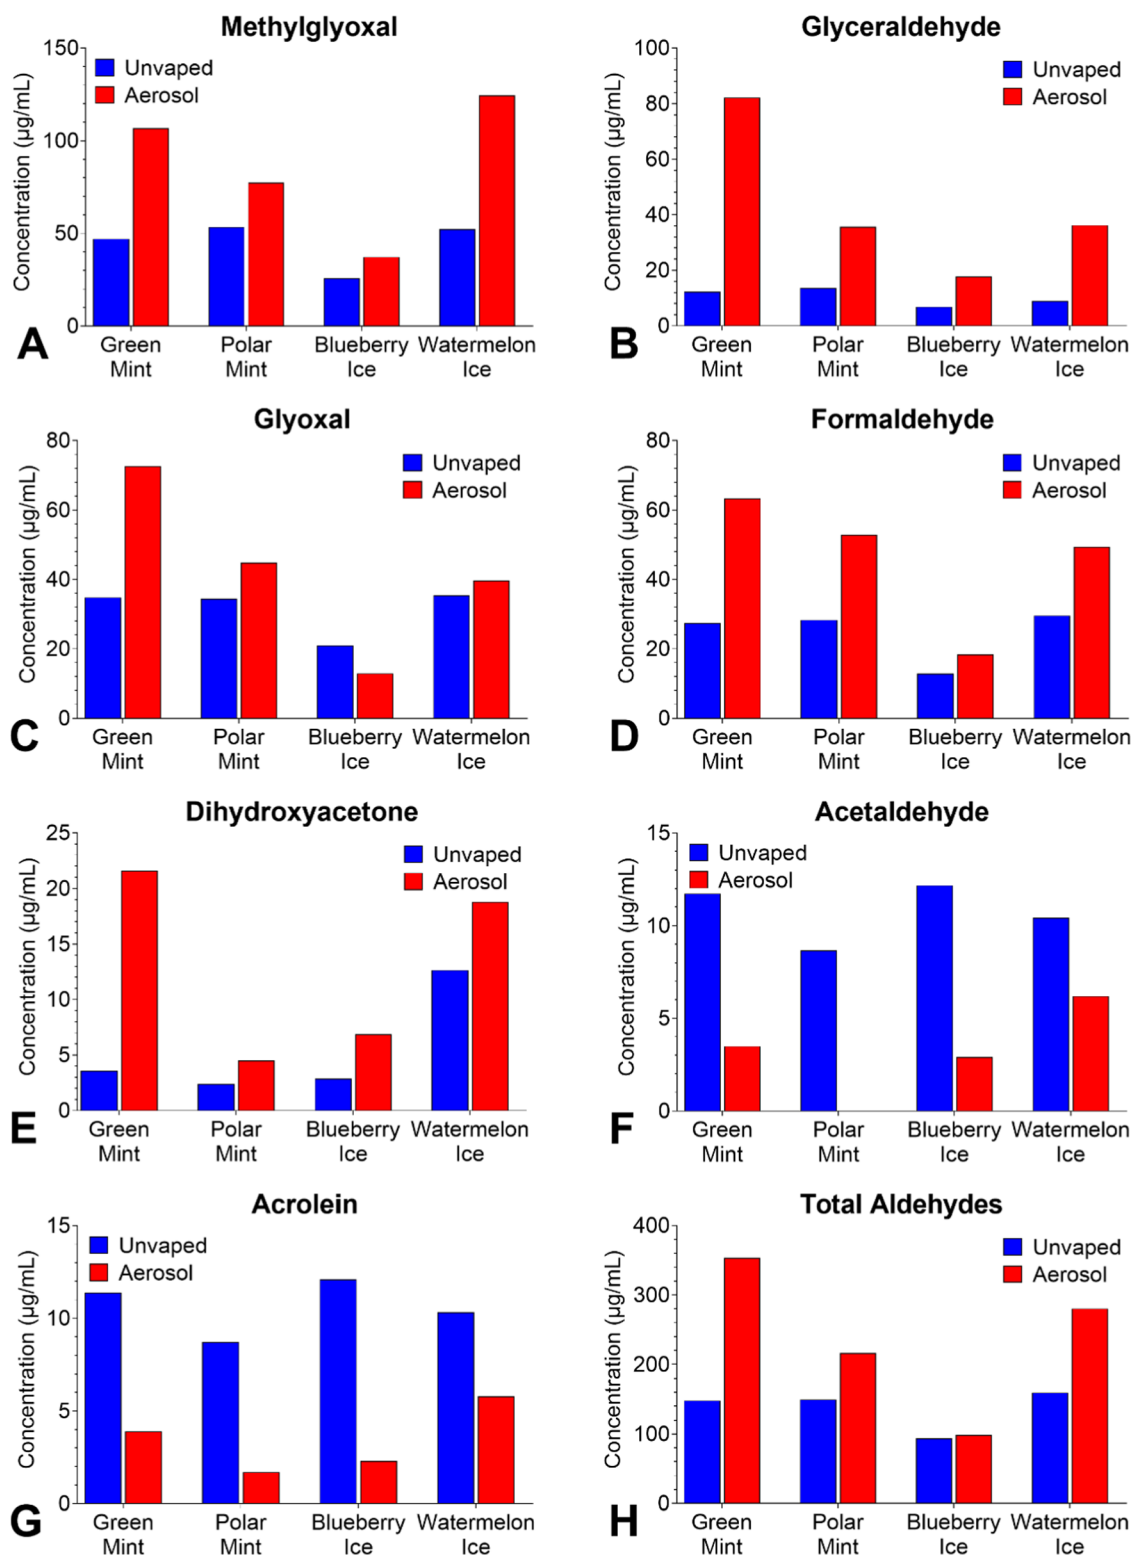 Methylglyoxal
Concentration (µg/mL)
150
100
50
0
Unvaped
Aerosol
Green Mint
Polar Mint
Blueberry Ice
Watermelon Ice
A
Glyceraldehyde
Concentration (µg/mL)
100
80
60
40
20
0
Unvaped
Aerosol
Green Mint
Polar Mint
Blueberry Ice
Watermelon Ice
B
Glyoxal
Concentration (µg/mL)
80
60
40
20
0
Unvaped
Aerosol
Green Mint
Polar Mint
Blueberry Ice
Watermelon Ice
C
Formaldehyde
Concentration (µg/mL)
80
60
40
20
0
Unvaped
Aerosol
Green Mint
Polar Mint
Blueberry Ice
Watermelon Ice
D
Dihydroxyacetone
Concentration (µg/mL)
25
20
15
10
5
0
Unvaped
Aerosol
Green Mint
Polar Mint
Blueberry Ice
Watermelon Ice
E
Acetaldehyde
Concentration (µg/mL)
15
10
5
0
Unvaped
Aerosol
Green Mint
Polar Mint
Blueberry Ice
Watermelon Ice
F
Acrolein
Concentration (µg/mL)
15
10
5
0
Unvaped
Aerosol
Green Mint
Polar Mint
Blueberry Ice
Watermelon Ice
G
Total Aldehydes
Concentration (µg/mL)
400
300
200
100
0
Unvaped
Aerosol
Green Mint
Polar Mint
Blueberry Ice
Watermelon Ice
H